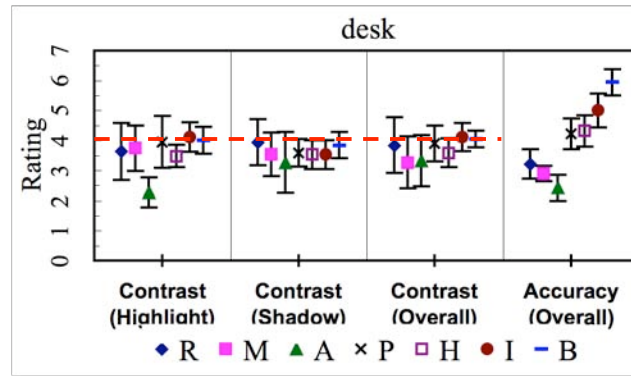 desk
Rating
7
6
5
4
3
2
1
0
Contrast (Highlight)
Contrast (Shadow)
Contrast (Overall)
Accuracy (Overall)
R M A P H I B